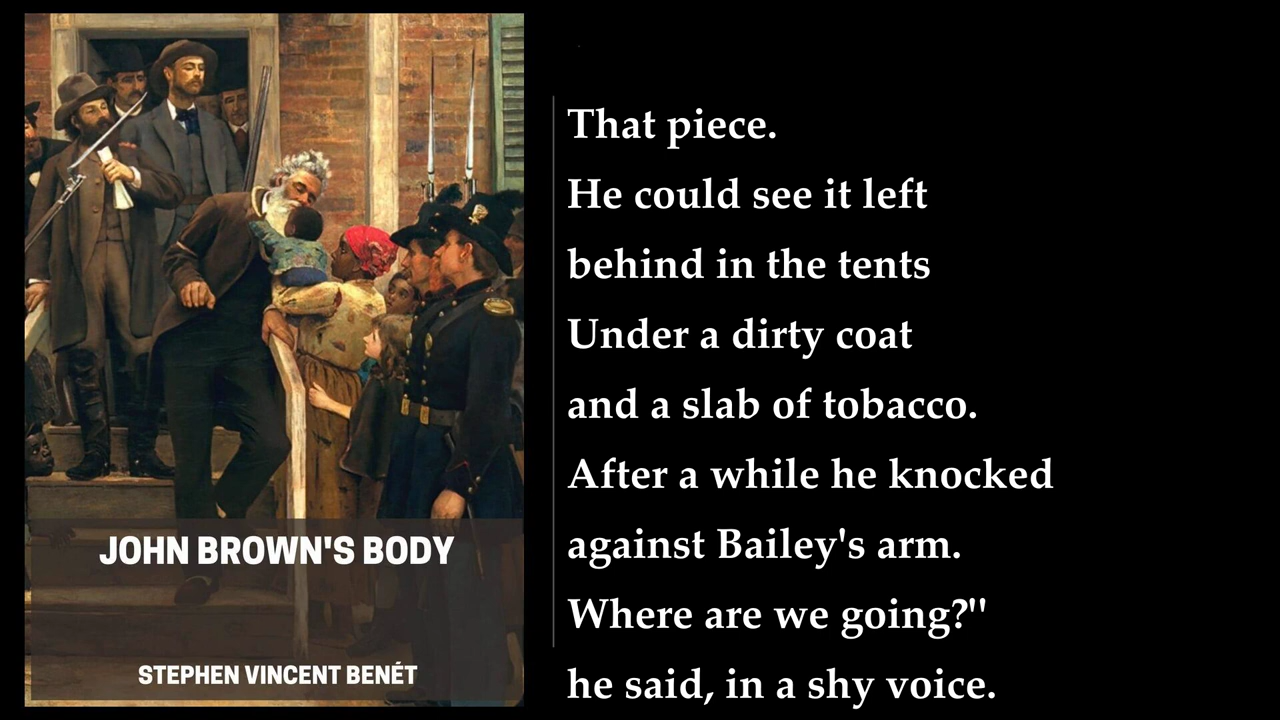 JOHN BROWN'S BODY
STEPHEN VINCENT BENÉT
That piece.
He could see it left
behind in the tents
Under a dirty coat
and a slab of tobacco.
After a while he knocked
against Bailey's arm.
Where are we going?"
he said, in a shy voice.